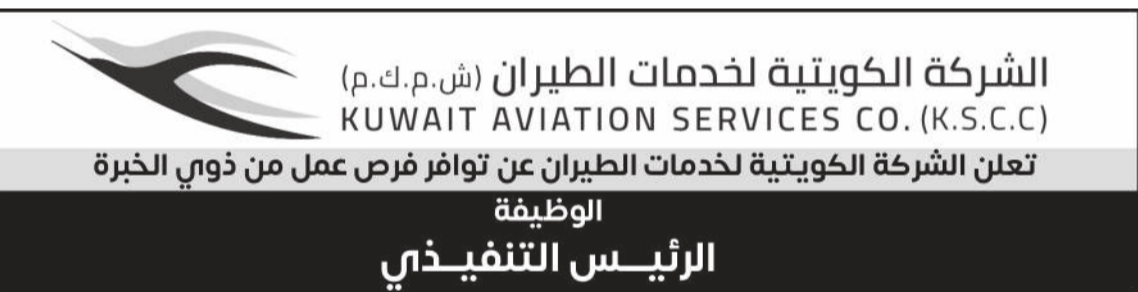 الشركة الكويتية لخدمات الطيران (ش.م.ك.م)
KUWAIT AVIATION SERVICES CO. (K.S.C.C)
تعلن الشركة الكويتية لخدمات الطيران عن توافر فرص عمل من ذوي الخبرة
الوظيفة
الرئيــس التنفيــذي